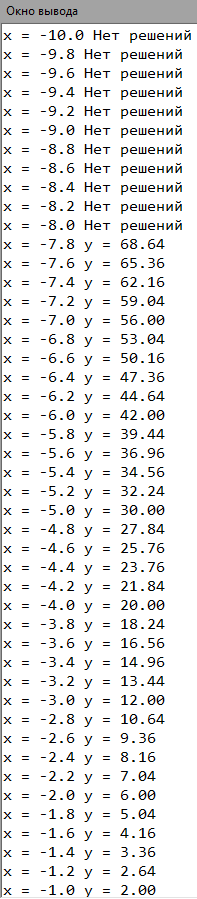 Окно вывода
x = -10.0 Нет решений
x = -9.8 Нет решений
x = -9.6 Нет решений
x = -9.4 Нет решений
x = -9.2 Нет решений
x = -9.0 Нет решений
x = -8.8 Нет решений
x = -8.6 Нет решений
x = -8.4 Нет решений
x = -8.2 Нет решений
x = -8.0 Нет решений
x = -7.8 y = 68.64
x = -7.6 y = 65.36
x = -7.4 y = 62.16
x = -7.2 y = 59.04
x = -7.0 y = 56.00
x = -6.8 y = 53.04
x = -6.6 y = 50.16
x = -6.4 y = 47.36
x = -6.2 y = 44.64
x = -6.0 y = 42.00
x = -5.8 y = 39.44
x = -5.6 y = 36.96
x = -5.4 y = 34.56
x = -5.2 y = 32.24
x = -5.0 y = 30.00
x = -4.8 y = 27.84
x = -4.6 y = 25.76
x = -4.4 y = 23.76
x = -4.2 y = 21.84
x = -4.0 y = 20.00
x = -3.8 y = 18.24
x = -3.6 y = 16.56
x = -3.4 y = 14.96
x = -3.2 y = 13.44
x = -3.0 y = 12.00
x = -2.8 y = 10.64
x = -2.6 y = 9.36
x = -2.4 y = 8.16
x = -2.2 y = 7.04
x = -2.0 y = 6.00
x = -1.8 y = 5.04
x = -1.6 y = 4.16
x = -1.4 y = 3.36
x = -1.2 y = 2.64
x = -1.0 y = 2.00